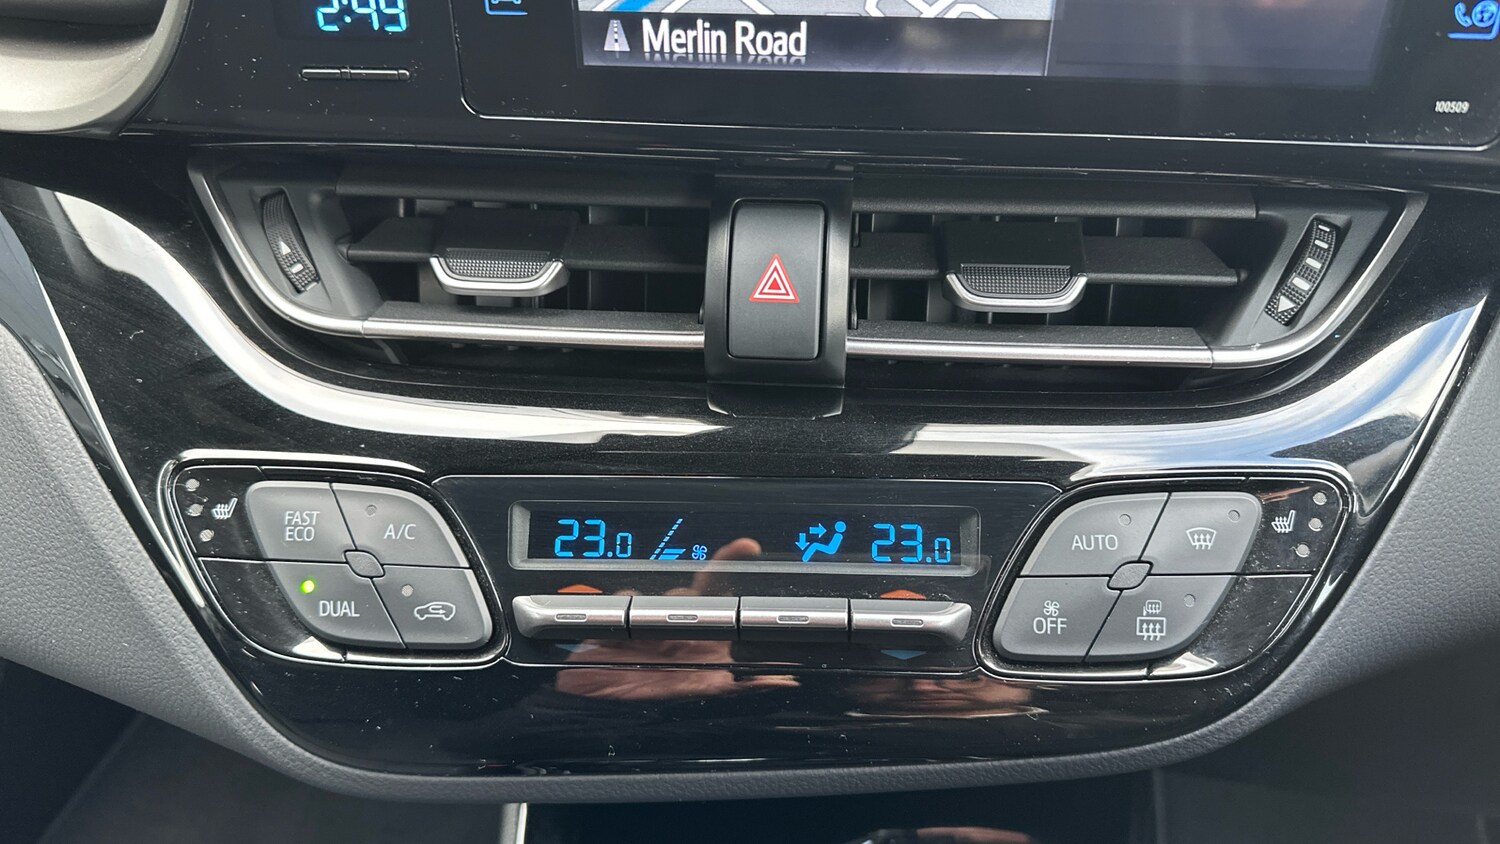 2:49
Merlin Road
100509
23.0
23.0
FAST
ECO
A/C
DUAL
AUTO
OFF